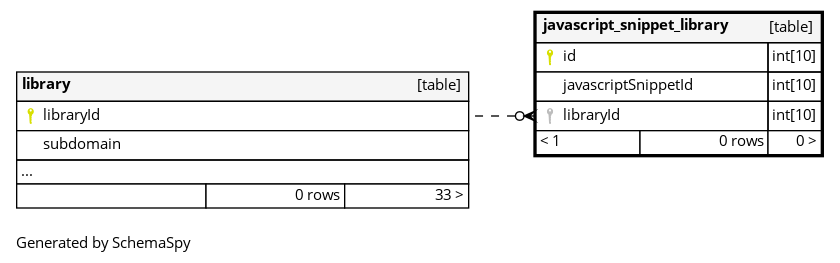 javascript_snippet_library [table]
id int[10]
javascriptSnippetId int[10]
libraryId int[10]
< 1 0 rows 0 >
library [table]
libraryId
subdomain
...
0 rows 33 >
Generated by SchemaSpy